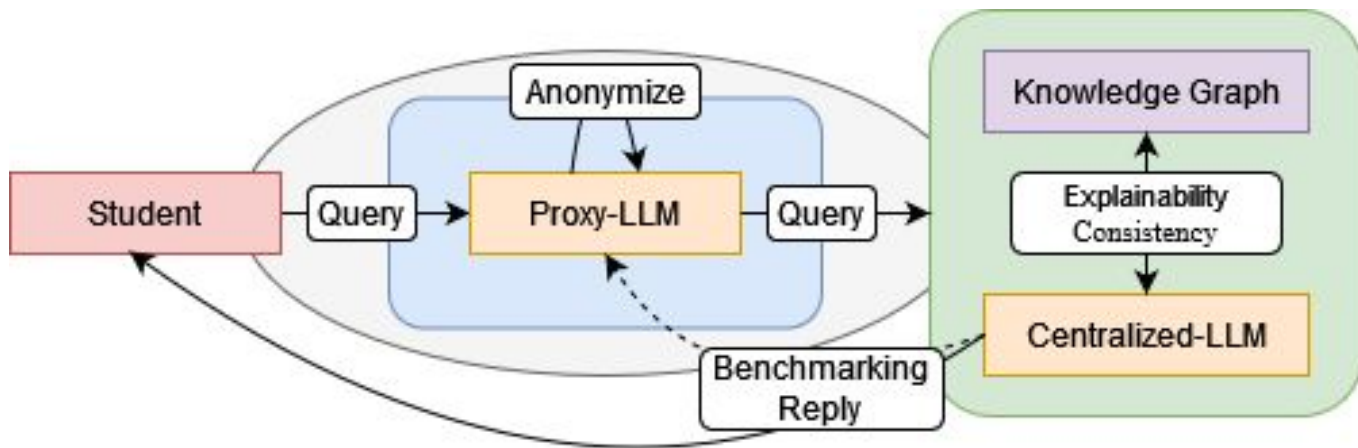 Anonymize
Knowledge Graph
Student
Query
Proxy-LLM
Query
Explainability
Consistency
Centralized-LLM
Benchmarking
Reply